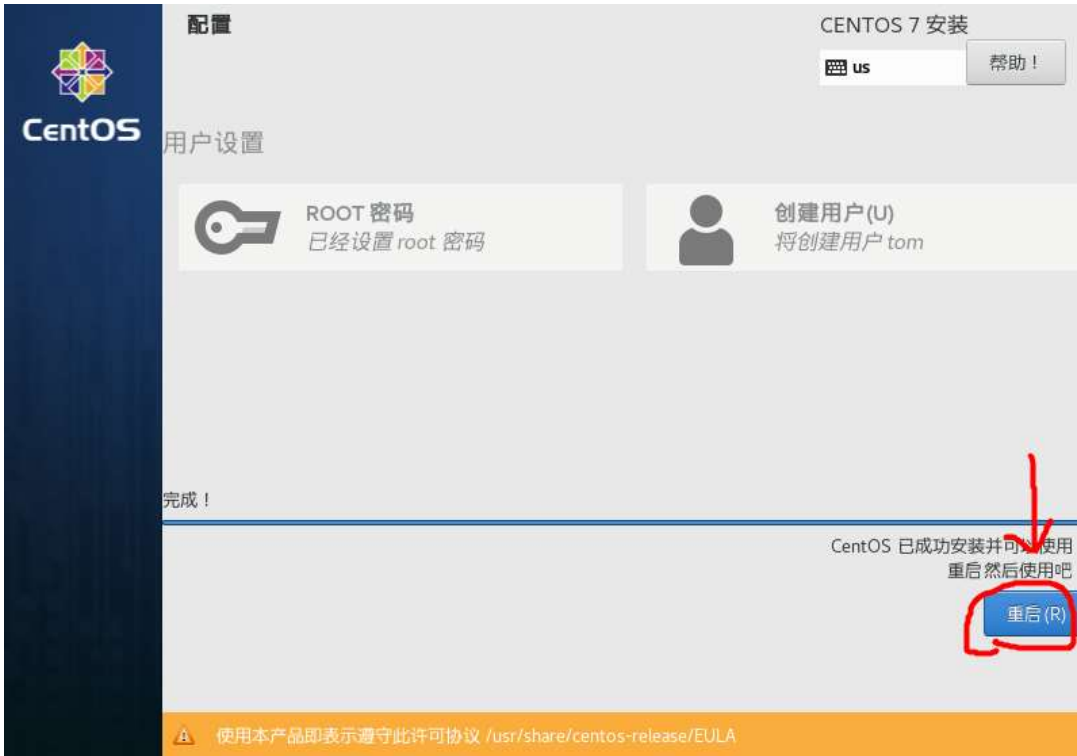 配置
CENTOS 7 安装
us
帮助！
CentOS
用户设置
ROOT 密码
已经设置 root 密码
创建用户(U)
将创建用户 tom
完成！
CentOS 已成功安装并可以使用
重启然后使用吧
重启(R)
使用本产品即表示遵守此许可协议 /usr/share/centos-release/EULA